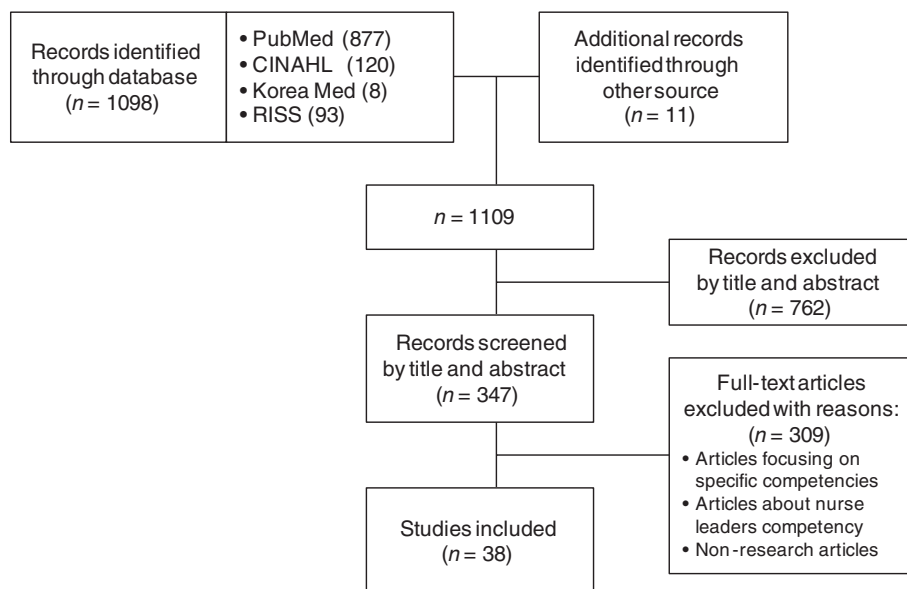 Records identified
through database
(n = 1098)
• PubMed (877)
• CINAHL (120)
• Korea Med (8)
• RISS (93)
Additional records
identified through
other source
(n = 11)
n = 1109
Records excluded
by title and abstract
(n = 762)
Records screened
by title and abstract
(n = 347)
Full-text articles
excluded with reasons:
(n = 309)
• Articles focusing on
specific competencies
• Articles about nurse
leaders competency
• Non-research articles
Studies included
(n = 38)